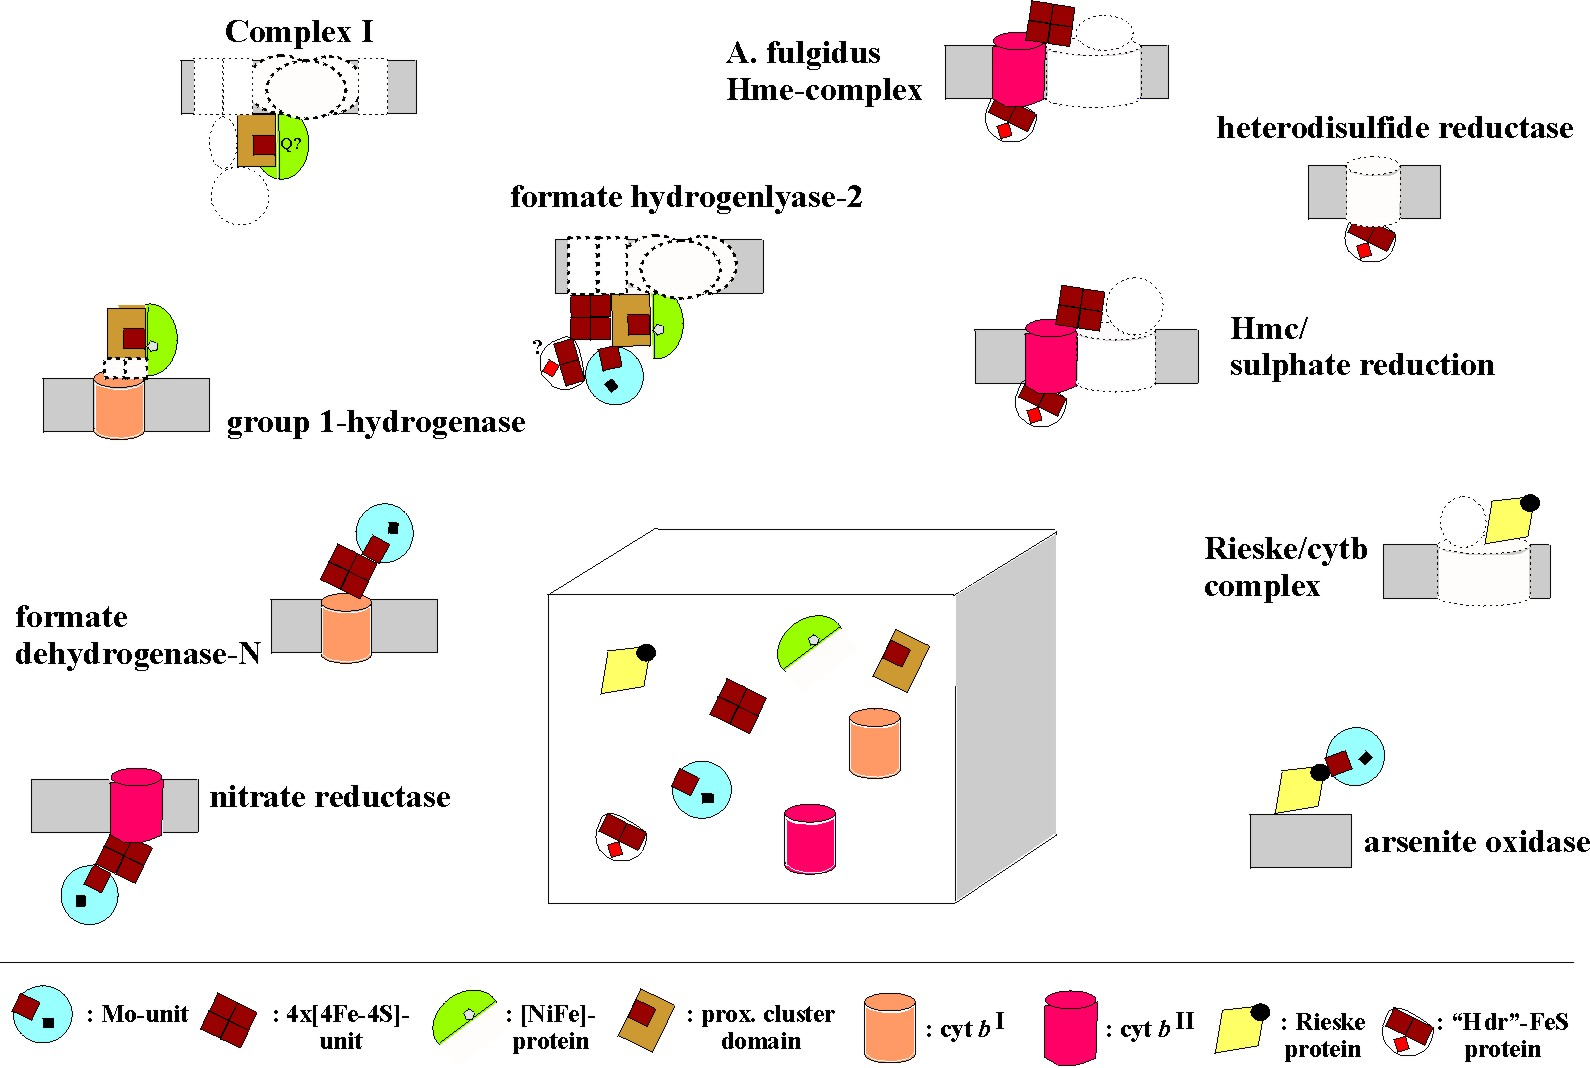 Complex I
Q?
A. fulgidus
Hme-complex
heterodisulfide reductase
formate hydrogenlyase-2
?
Hmc/
sulphate reduction
group 1-hydrogenase
formate
dehydrogenase-N
Rieske/cytb
complex
nitrate reductase
arsenite oxidase
: Mo-unit
: 4x[4Fe-4S]-
unit
: [NiFe]-
protein
: prox. cluster
domain
: cyt b I
: cyt b II
: Rieske
protein
: “Hdr”-FeS
protein